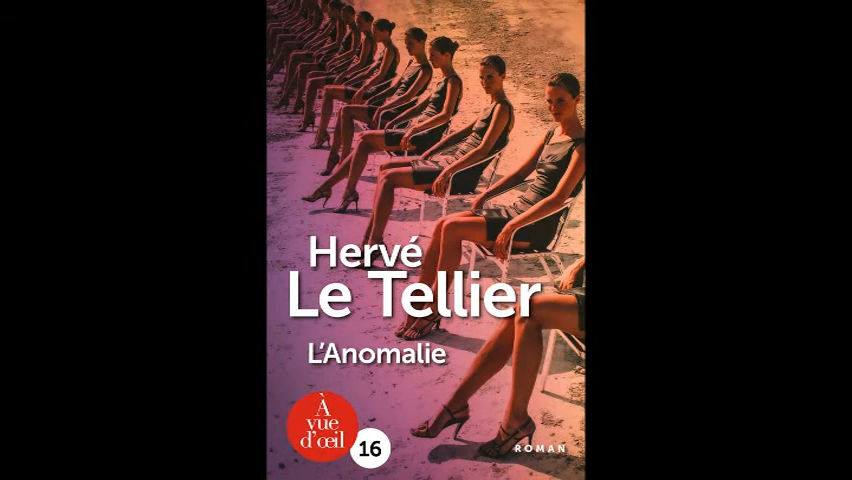 Hervé
Le Tellier
L'Anomalie
À
vue
d'œil
16
ROMAN